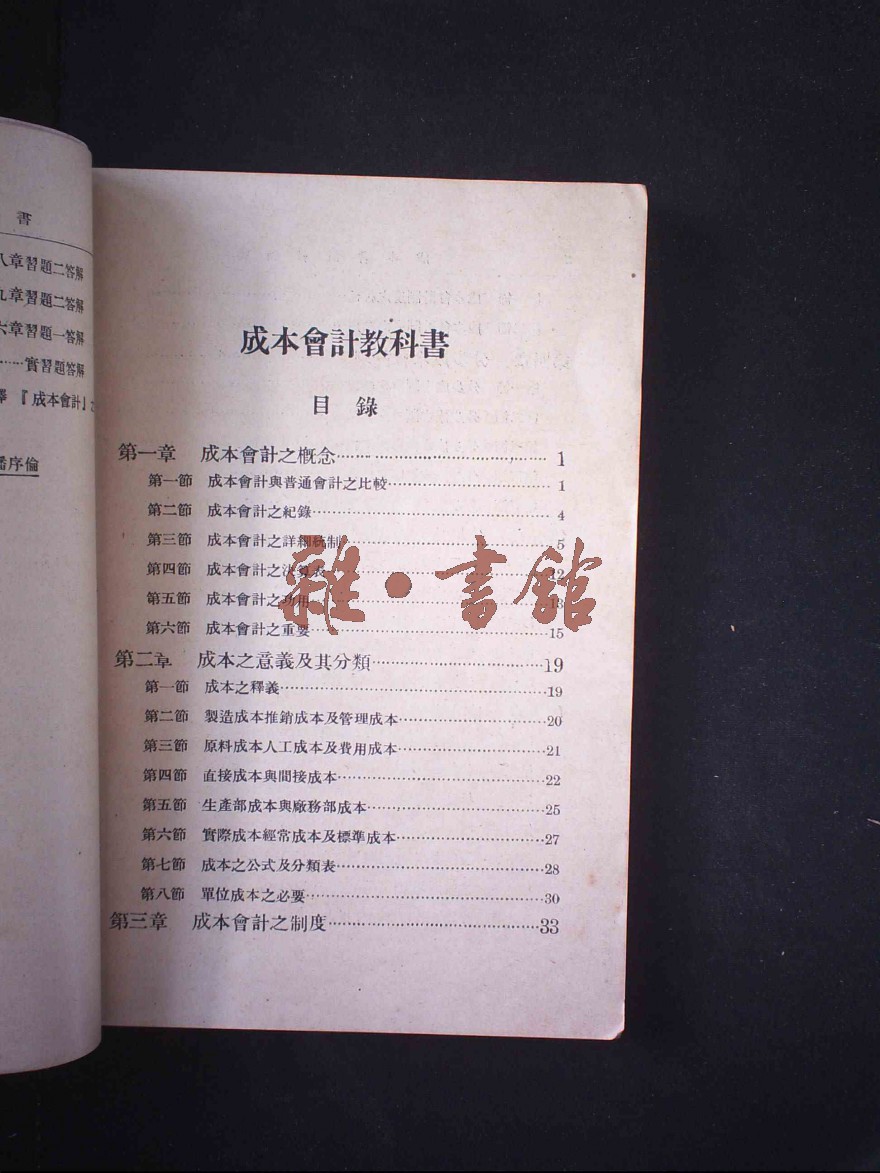 書
八章習題二答解
九章習題二答解
六章習題一答解
……實習題答解
『成本會計』
潘序倫
成本會計教科書
目錄
第一章 成本會計之概念……1
第一節 成本會計與普通會計之比較……1
第二節 成本會計之紀錄……4
第三節 成本會計之詳細統制……5
第四節 成本會計之決算表……12
第五節 成本會計之功用……13
第六節 成本會計之重要……15
第二章 成本之意義及其分類……19
第一節 成本之釋義……19
第二節 製造成本推銷成本及管理成本……20
第三節 原料成本人工成本及費用成本……21
第四節 直接成本與間接成本……22
第五節 生產部成本與廠務部成本……25
第六節 實際成本經常成本及標準成本……27
第七節 成本之公式及分類表……28
第八節 單位成本之必要……30
第三章 成本會計之制度……33
雜·書館